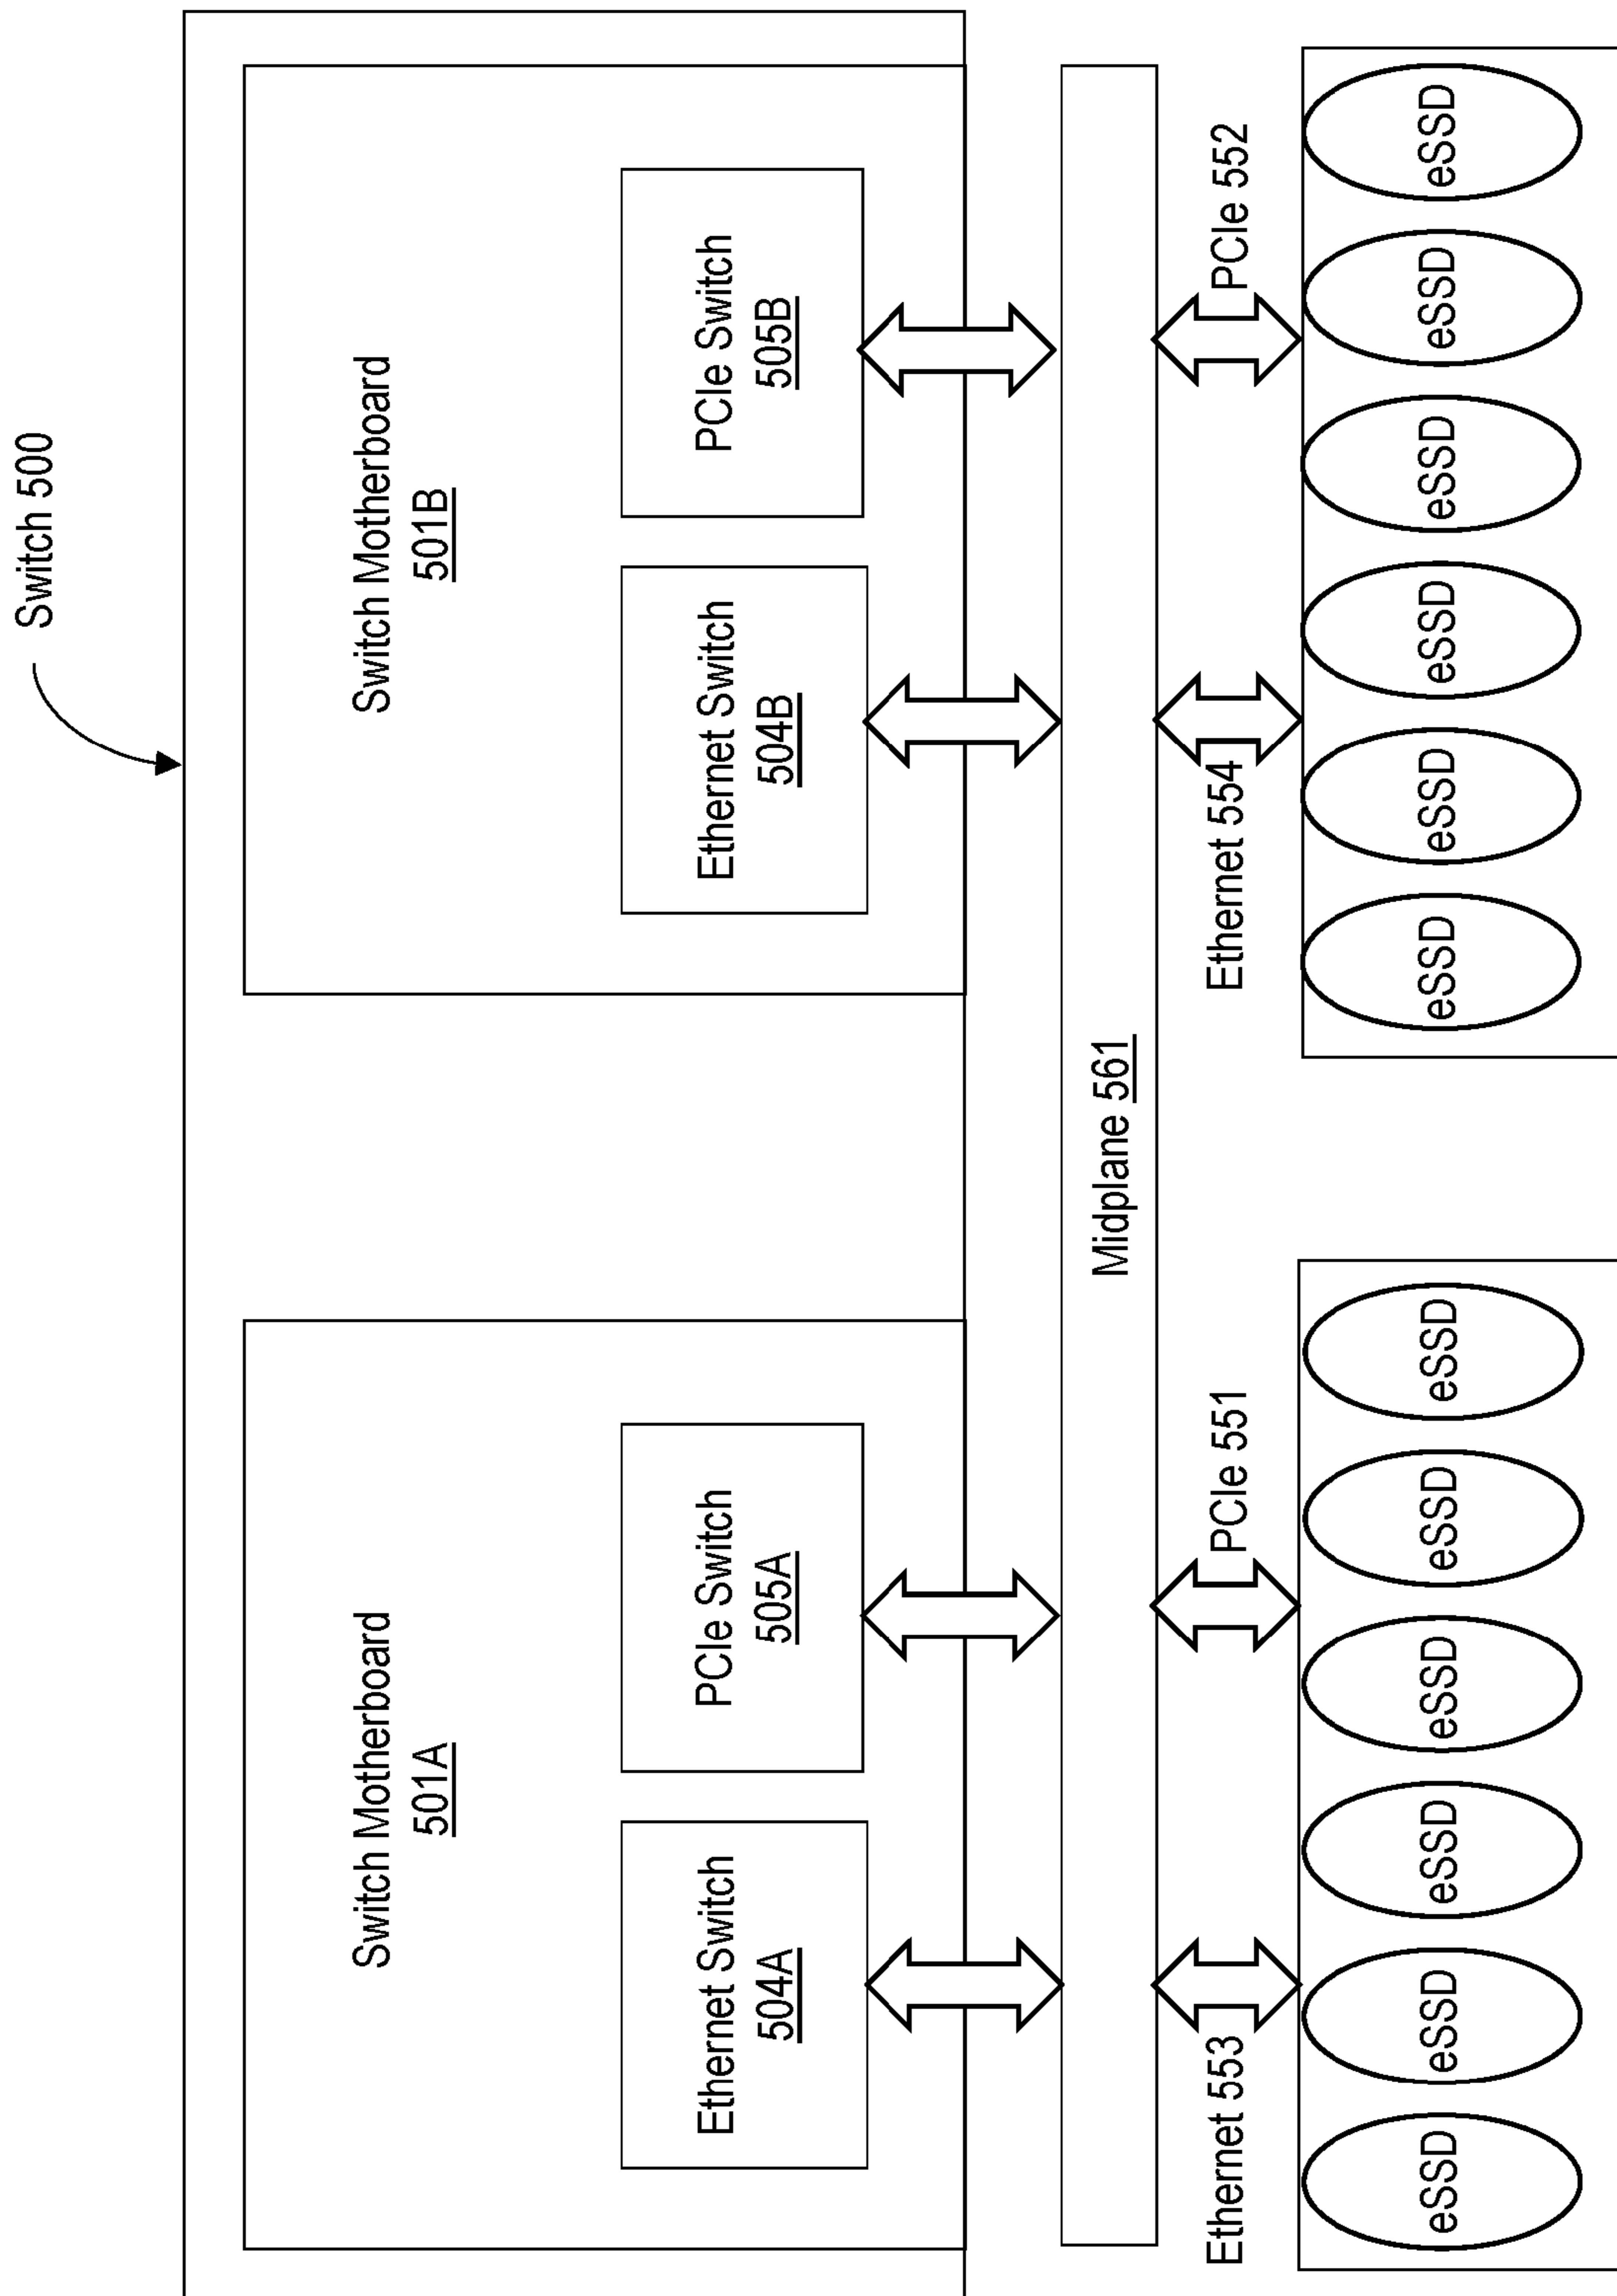 Switch 500
Switch Motherboard
501A
Ethernet Switch
504A
PCIe Switch
505A
Switch Motherboard
501B
Ethernet Switch
504B
PCIe Switch
505B
Midplane 561
Ethernet 553
PCIe 551
Ethernet 554
PCIe 552
eSSD
eSSD
eSSD
eSSD
eSSD
eSSD
eSSD
eSSD
eSSD
eSSD
eSSD
eSSD